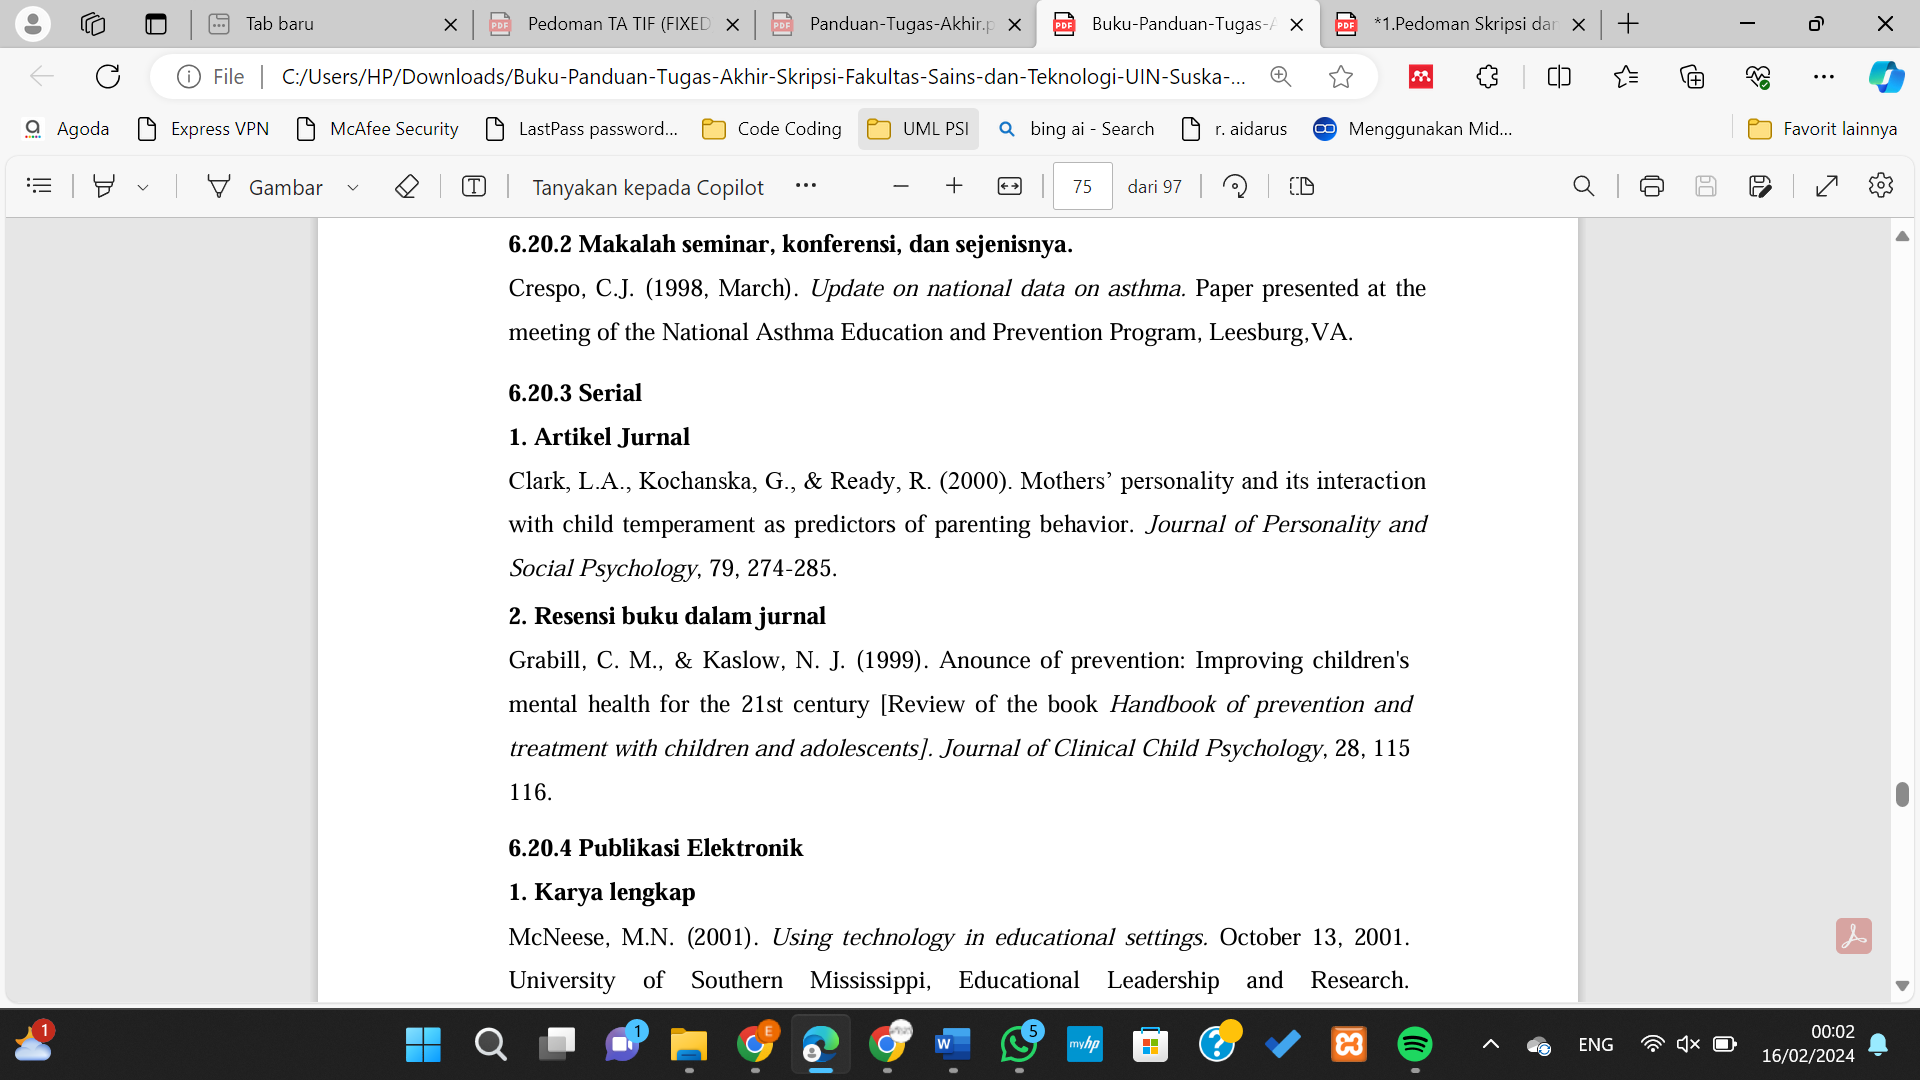 Tab baru
Pedoman TA TIF (FIXED
Panduan-Tugas-Akhir.p
Buku-Panduan-Tugas-A
*1.Pedoman Skripsi dan
File
C:/Users/HP/Downloads/Buku-Panduan-Tugas-Akhir-Skripsi-Fakultas-Sains-dan-Teknologi-UIN-Suska-...
Agoda
Express VPN
McAfee Security
LastPass password...
Code Coding
UML PSI
bing ai - Search
r. aidarus
Menggunakan Mid...
Favorit lainnya
Gambar
Tanyakan kepada Copilot
75 dari 97
6.20.2 Makalah seminar, konferensi, dan sejenisnya.
Crespo, C.J. (1998, March). Update on national data on asthma. Paper presented at the
meeting of the National Asthma Education and Prevention Program, Leesburg,VA.
6.20.3 Serial
1. Artikel Jurnal
Clark, L.A., Kochanska, G., & Ready, R. (2000). Mothers’ personality and its interaction
with child temperament as predictors of parenting behavior. Journal of Personality and
Social Psychology, 79, 274-285.
2. Resensi buku dalam jurnal
Grabill, C. M., & Kaslow, N. J. (1999). Anounce of prevention: Improving children's
mental health for the 21st century [Review of the book Handbook of prevention and
treatment with children and adolescents]. Journal of Clinical Child Psychology, 28, 115
116.
6.20.4 Publikasi Elektronik
1. Karya lengkap
McNeese, M.N. (2001). Using technology in educational settings. October 13, 2001.
University of Southern Mississippi, Educational Leadership and Research.
1
1
E
5
myhp
ENG
00:02
16/02/2024